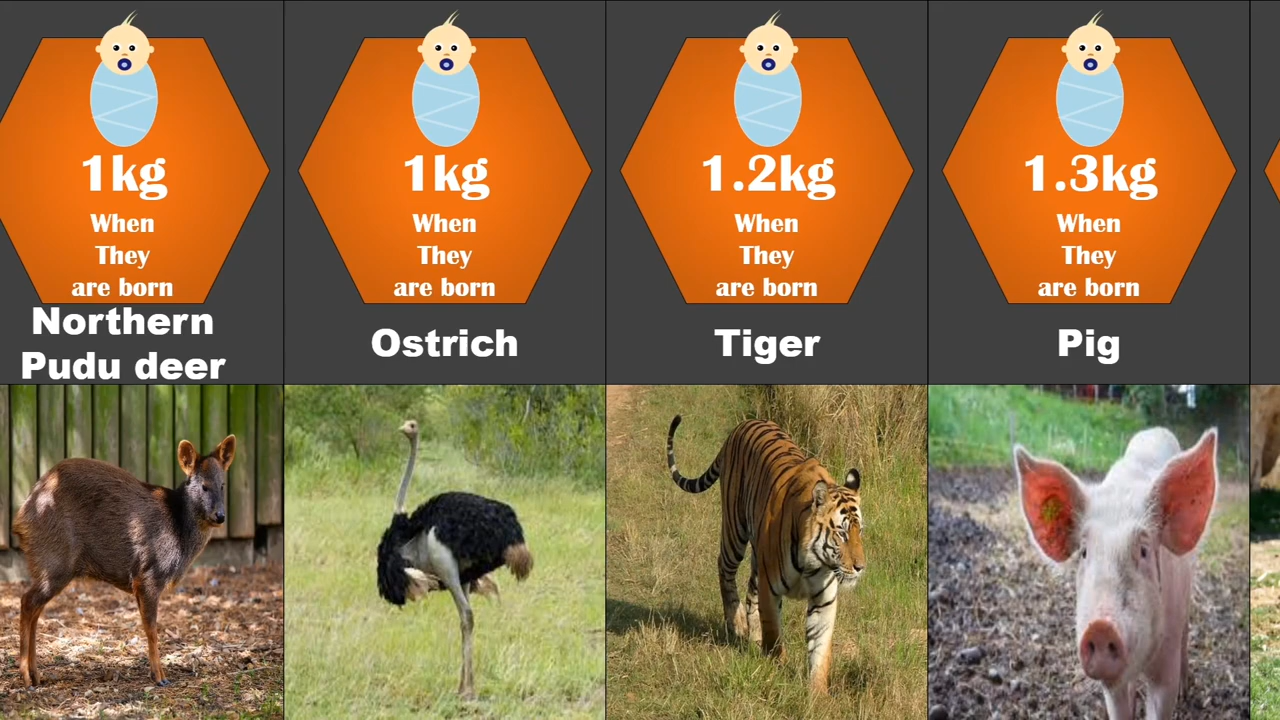 1kg
When
They
are born
Northern
Pudu deer
1kg
When
They
are born
Ostrich
1.2kg
When
They
are born
Tiger
1.3kg
When
They
are born
Pig